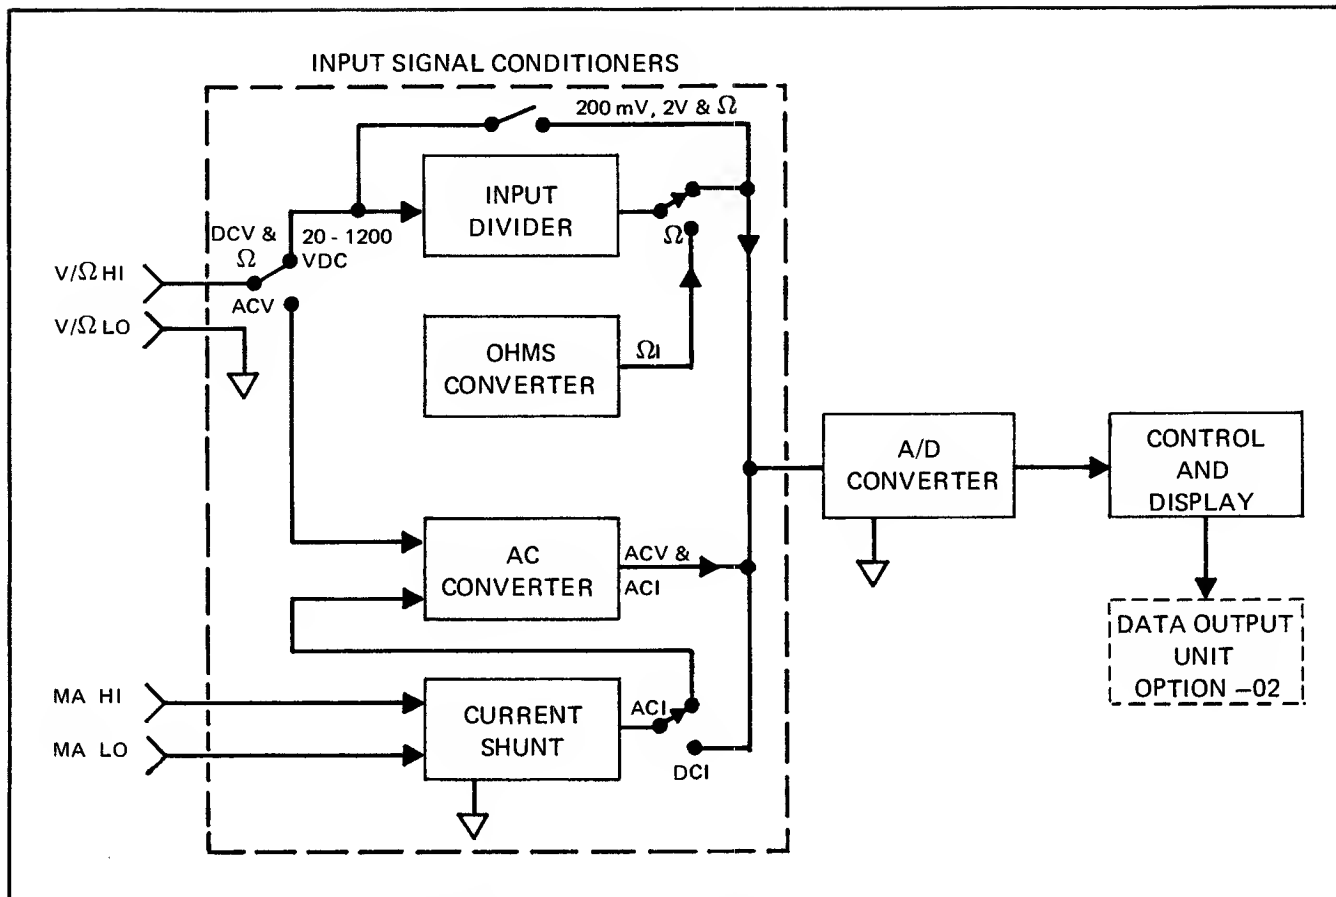 INPUT SIGNAL CONDITIONERS
200 mV, 2V & Ω
INPUT
DIVIDER
DCV &
Ω
20 - 1200
VDC
Ω
V/Ω HI
ACV
V/Ω LO
OHMS
CONVERTER
ΩI
A/D
CONVERTER
CONTROL
AND
DISPLAY
AC
CONVERTER
ACV &
ACI
DATA OUTPUT
UNIT
OPTION –02
MA HI
MA LO
CURRENT
SHUNT
ACI
DCI